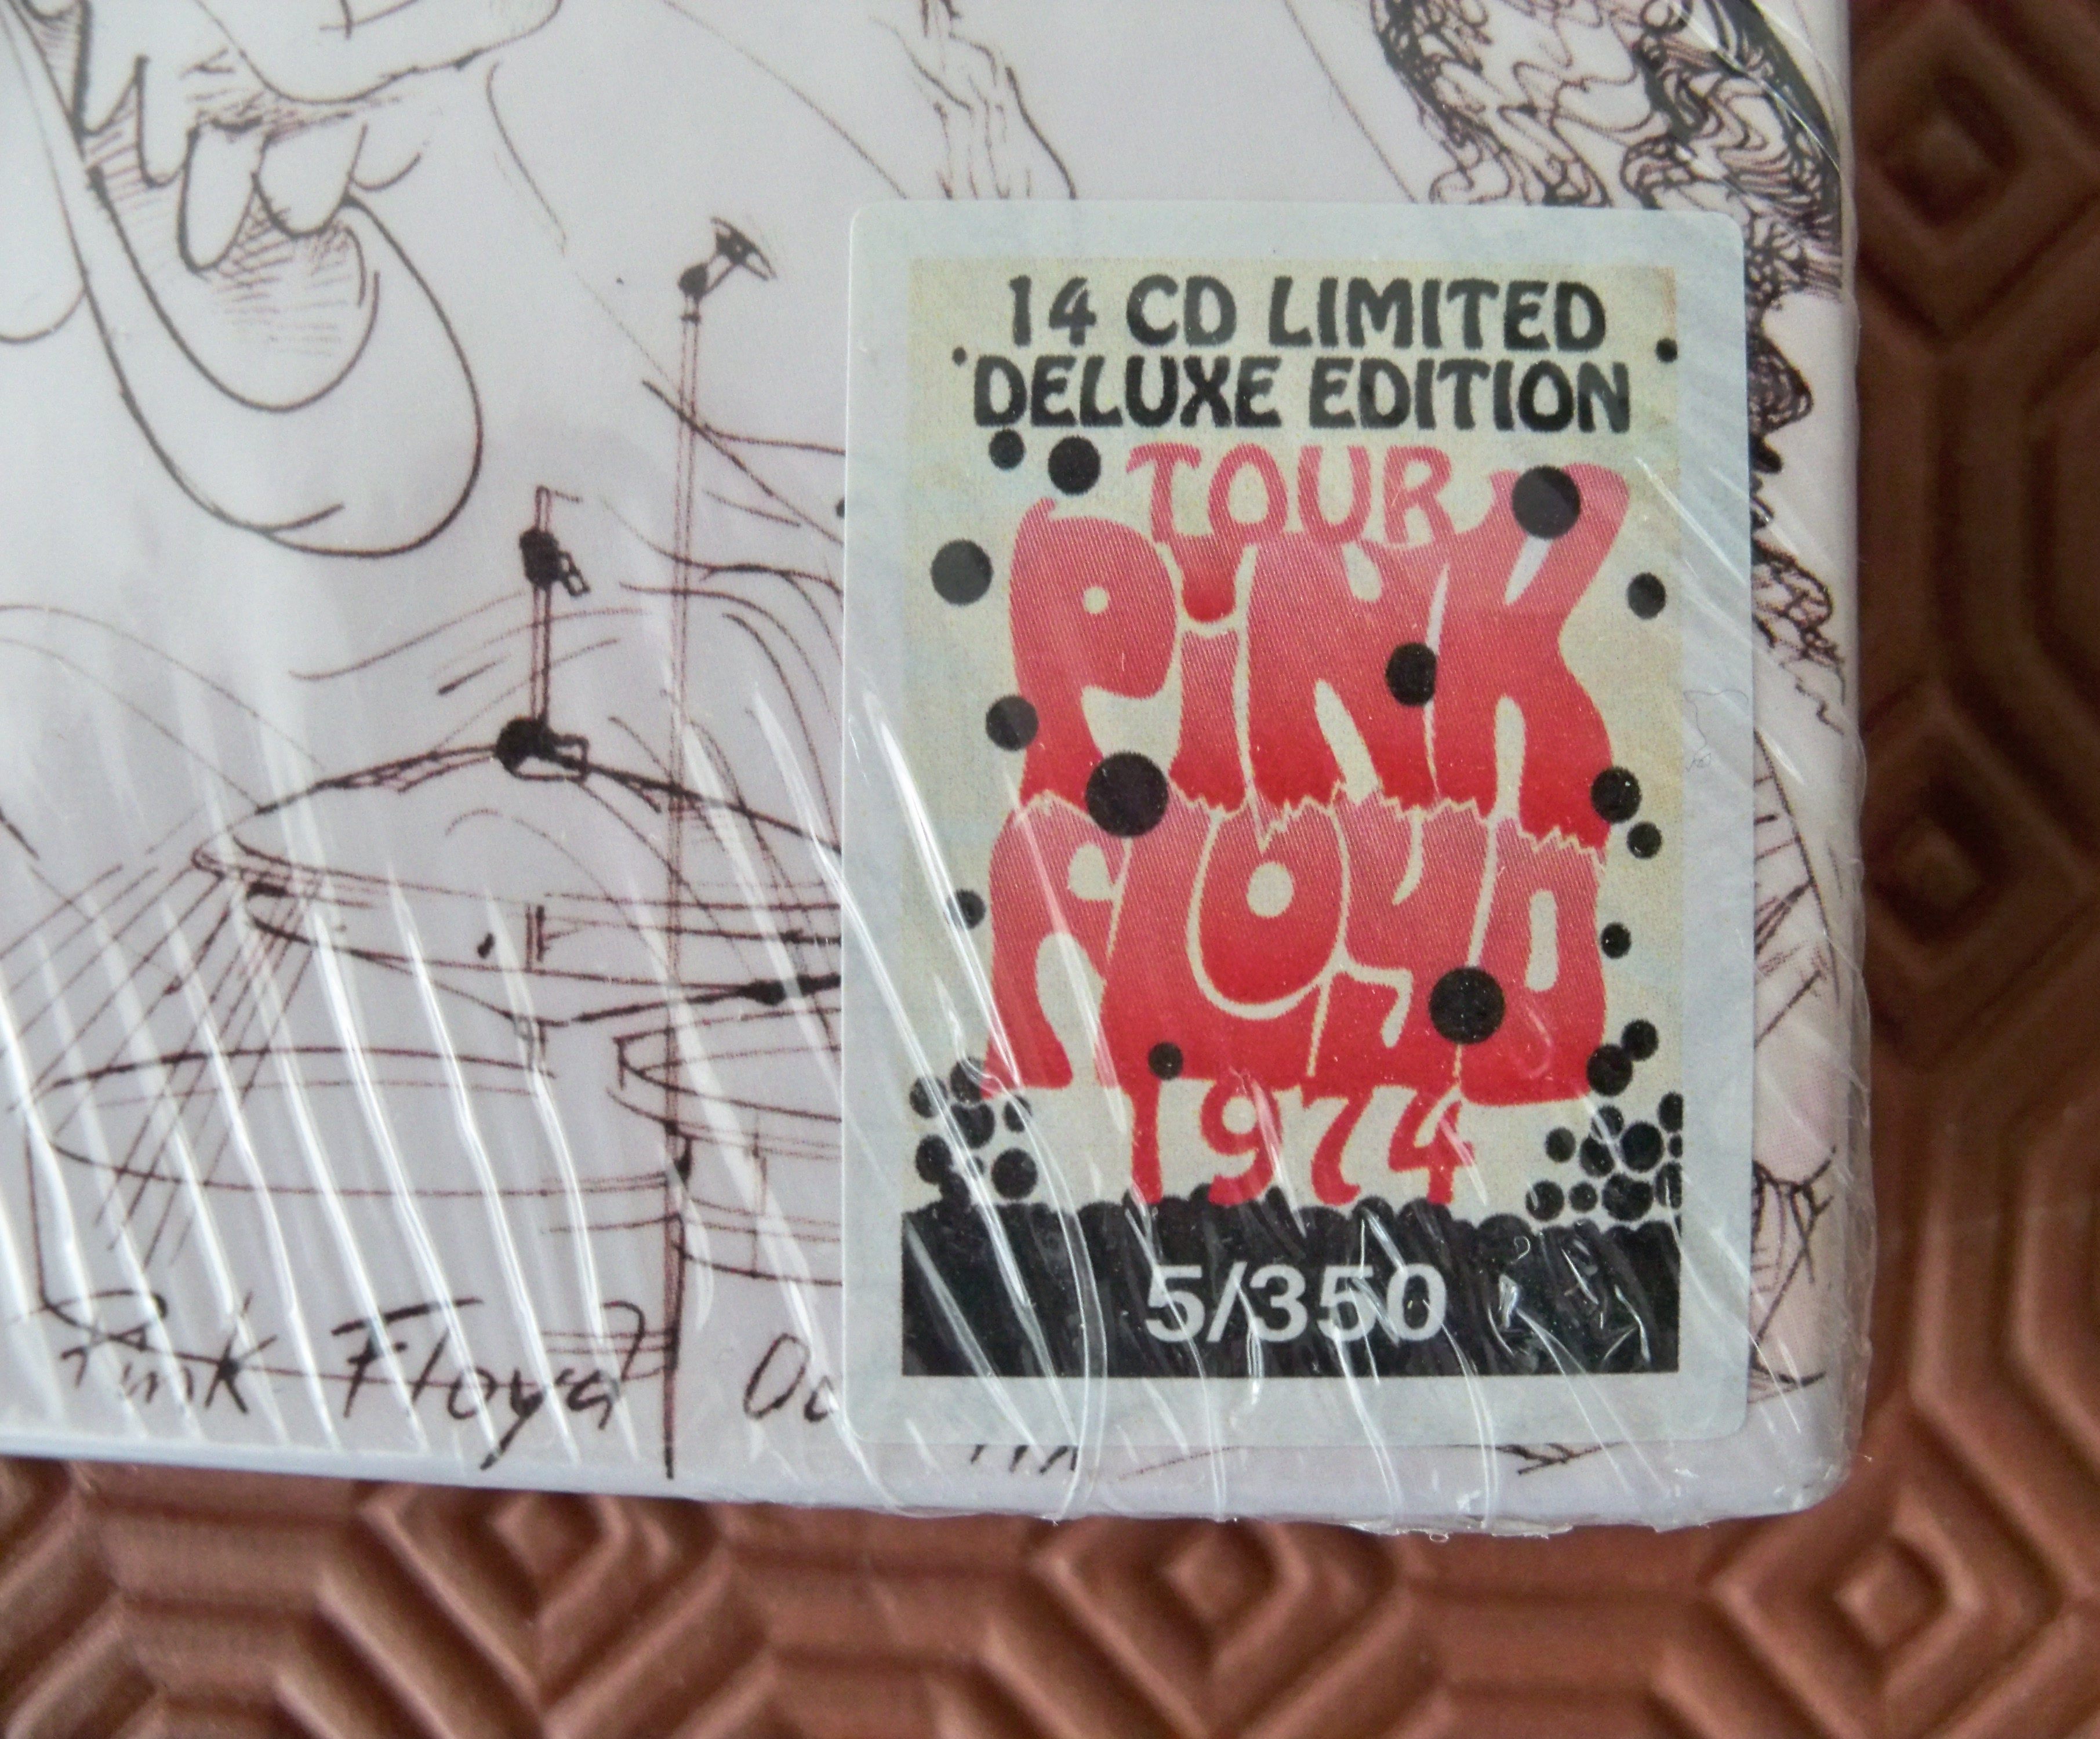 14 CD LIMITED
DELUXE EDITION
TOUR
PiNK
FLOYD
1974
5/350
Pink Floyd